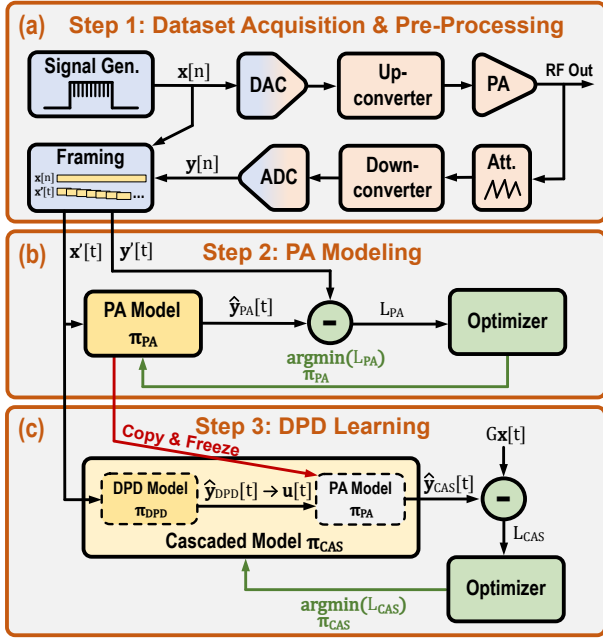 (a) Step 1: Dataset Acquisition & Pre-Processing
Signal Gen.
x[n]
DAC
Up-
converter
PA
RF Out
Framing
x[n]
x'[t]
...
y[n]
ADC
Down-
converter
Att.
x'[t]
y'[t]
(b) Step 2: PA Modeling
PA Model
πPA
ŷPA[t]
-
LPA
Optimizer
argmin(LPA)
πPA
(c) Step 3: DPD Learning
Copy & Freeze
Gx[t]
DPD Model
πDPD
ŷDPD[t] → u[t]
PA Model
πPA
ŷCAS[t]
-
Cascaded Model πCAS
LCAS
Optimizer
argmin(LCAS)
πCAS